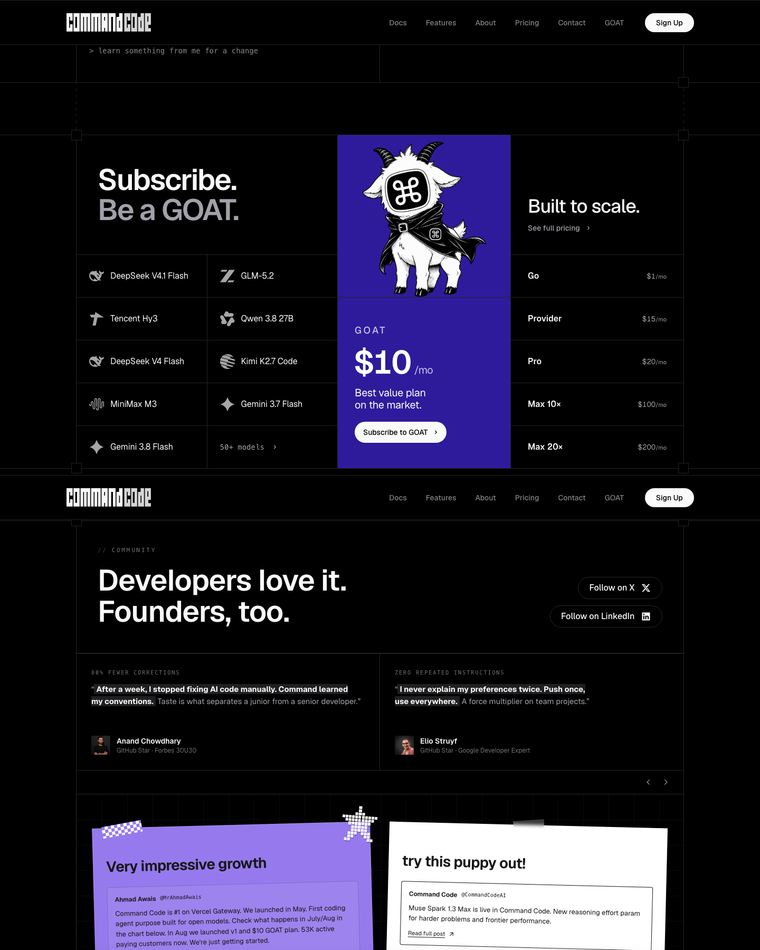 COMMANDCODE
Docs Features About Pricing Contact GOAT Sign Up
> learn something from me for a change
Subscribe.
Be a GOAT.
DeepSeek V4.1 Flash
GLM-5.2
Tencent Hy3
Qwen 3.8 27B
DeepSeek V4 Flash
Kimi K2.7 Code
MiniMax M3
Gemini 3.7 Flash
Gemini 3.8 Flash
50+ models ›
GOAT
$10 /mo
Best value plan
on the market.
Subscribe to GOAT ›
Built to scale.
See full pricing ›
Go $1/mo
Provider $15/mo
Pro $20/mo
Max 10× $100/mo
Max 20× $200/mo
COMMANDCODE
Docs Features About Pricing Contact GOAT Sign Up
// COMMUNITY
Developers love it.
Founders, too.
Follow on X
Follow on LinkedIn
80% FEWER CORRECTIONS
“After a week, I stopped fixing AI code manually. Command learned
my conventions. Taste is what separates a junior from a senior developer.”
Anand Chowdhary
GitHub Star · Forbes 30U30
ZERO REPEATED INSTRUCTIONS
“I never explain my preferences twice. Push once,
use everywhere. A force multiplier on team projects.”
Elio Struyf
GitHub Star · Google Developer Expert
Very impressive growth
Ahmad Awais @MrAhmadAwais
Command Code is #1 on Vercel Gateway. We launched in May. First coding
agent purpose built for open models. Check what happens in July/Aug in
the chart below. In Aug we launched v1 and $10 GOAT plan. 53K active
paying customers now. We're just getting started.
try this puppy out!
Command Code @CommandCodeAI
Muse Spark 1.3 Max is live in Command Code. New reasoning effort param
for harder problems and frontier performance.
Read full post ↗